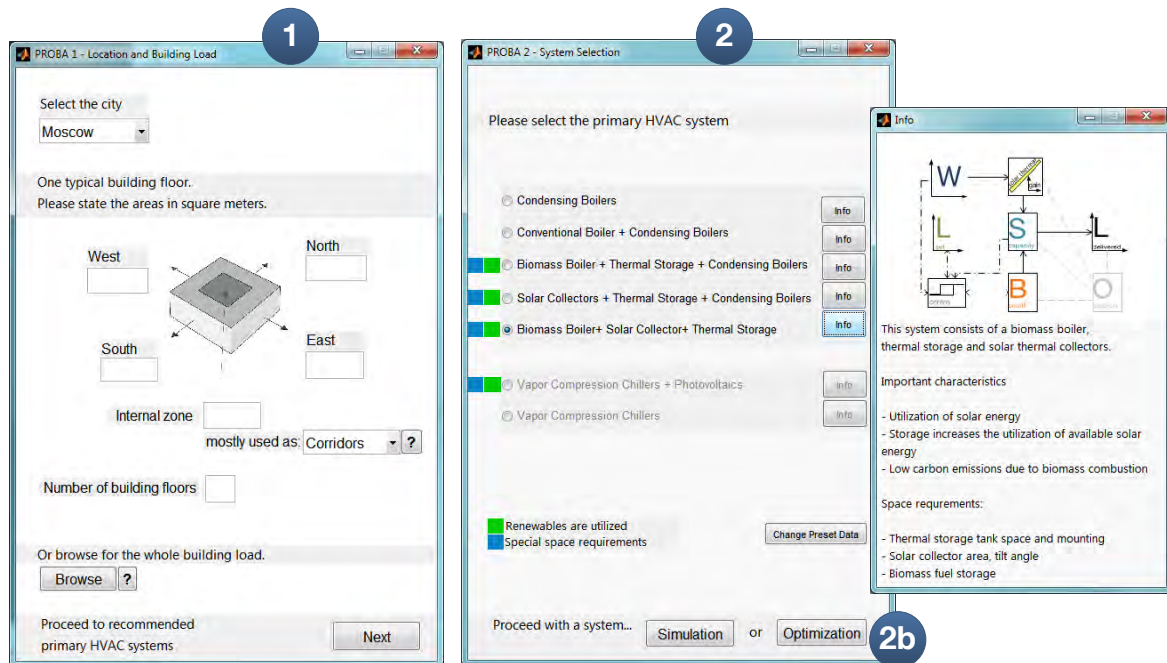 1
PROBA 1 - Location and Building Load
Select the city
Moscow
One typical building floor.
Please state the areas in square meters.
West
North
South
East
Internal zone
mostly used as: Corridors ?
Number of building floors
Or browse for the whole building load.
Browse ?
Proceed to recommended
primary HVAC systems
Next
2
PROBA 2 - System Selection
Please select the primary HVAC system
Condensing Boilers Info
Conventional Boiler + Condensing Boilers Info
Biomass Boiler + Thermal Storage + Condensing Boilers Info
Solar Collectors + Thermal Storage + Condensing Boilers Info
Biomass Boiler+ Solar Collector+ Thermal Storage Info
Vapor Compression Chillers + Photovoltaics Info
Vapor Compression Chillers Info
Renewables are utilized
Special space requirements
Change Preset Data
Proceed with a system... Simulation or Optimization
2b
Info
W
solar thermal
gain
L
S
capacity
L
delivered
B
O
This system consists of a biomass boiler,
thermal storage and solar thermal collectors.
Important characteristics
- Utilization of solar energy
- Storage increases the utilization of available solar
energy
- Low carbon emissions due to biomass combustion
Space requrements:
- Thermal storage tank space and mounting
- Solar collector area, tilt angle
- Biomass fuel storage